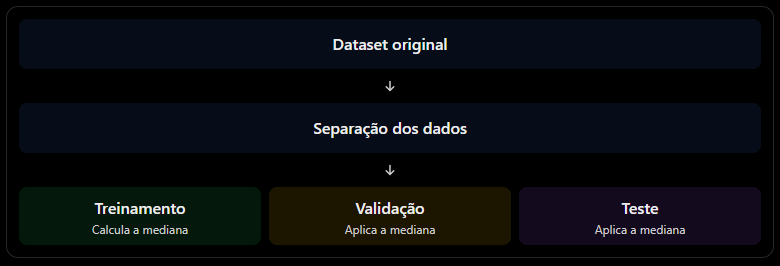 Dataset original
↓
Separação dos dados
↓
Treinamento
Calcula a mediana
Validação
Aplica a mediana
Teste
Aplica a mediana